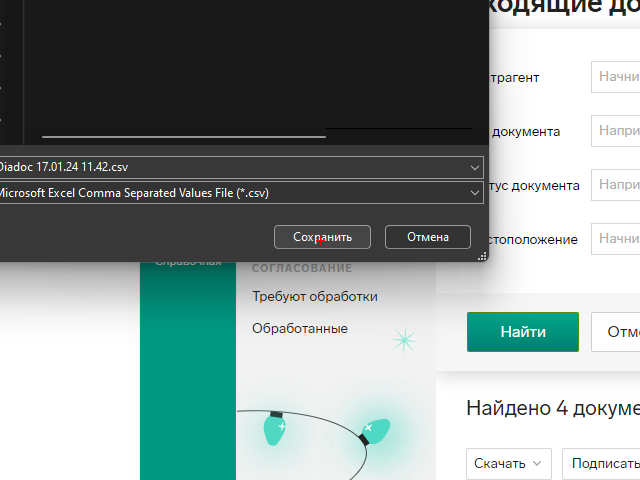 ходящие до
трагент
Начни
документа
Напри
тус документа
Напри
стоположение
Начни
Diadoc 17.01.24 11.42.csv
Microsoft Excel Comma Separated Values File (*.csv)
Сохранить
Отмена
Справочная
СОГЛАСОВАНИЕ
Требуют обработки
Обработанные
Найти
Отме
Найдено 4 докуме
Скачать
Подписать